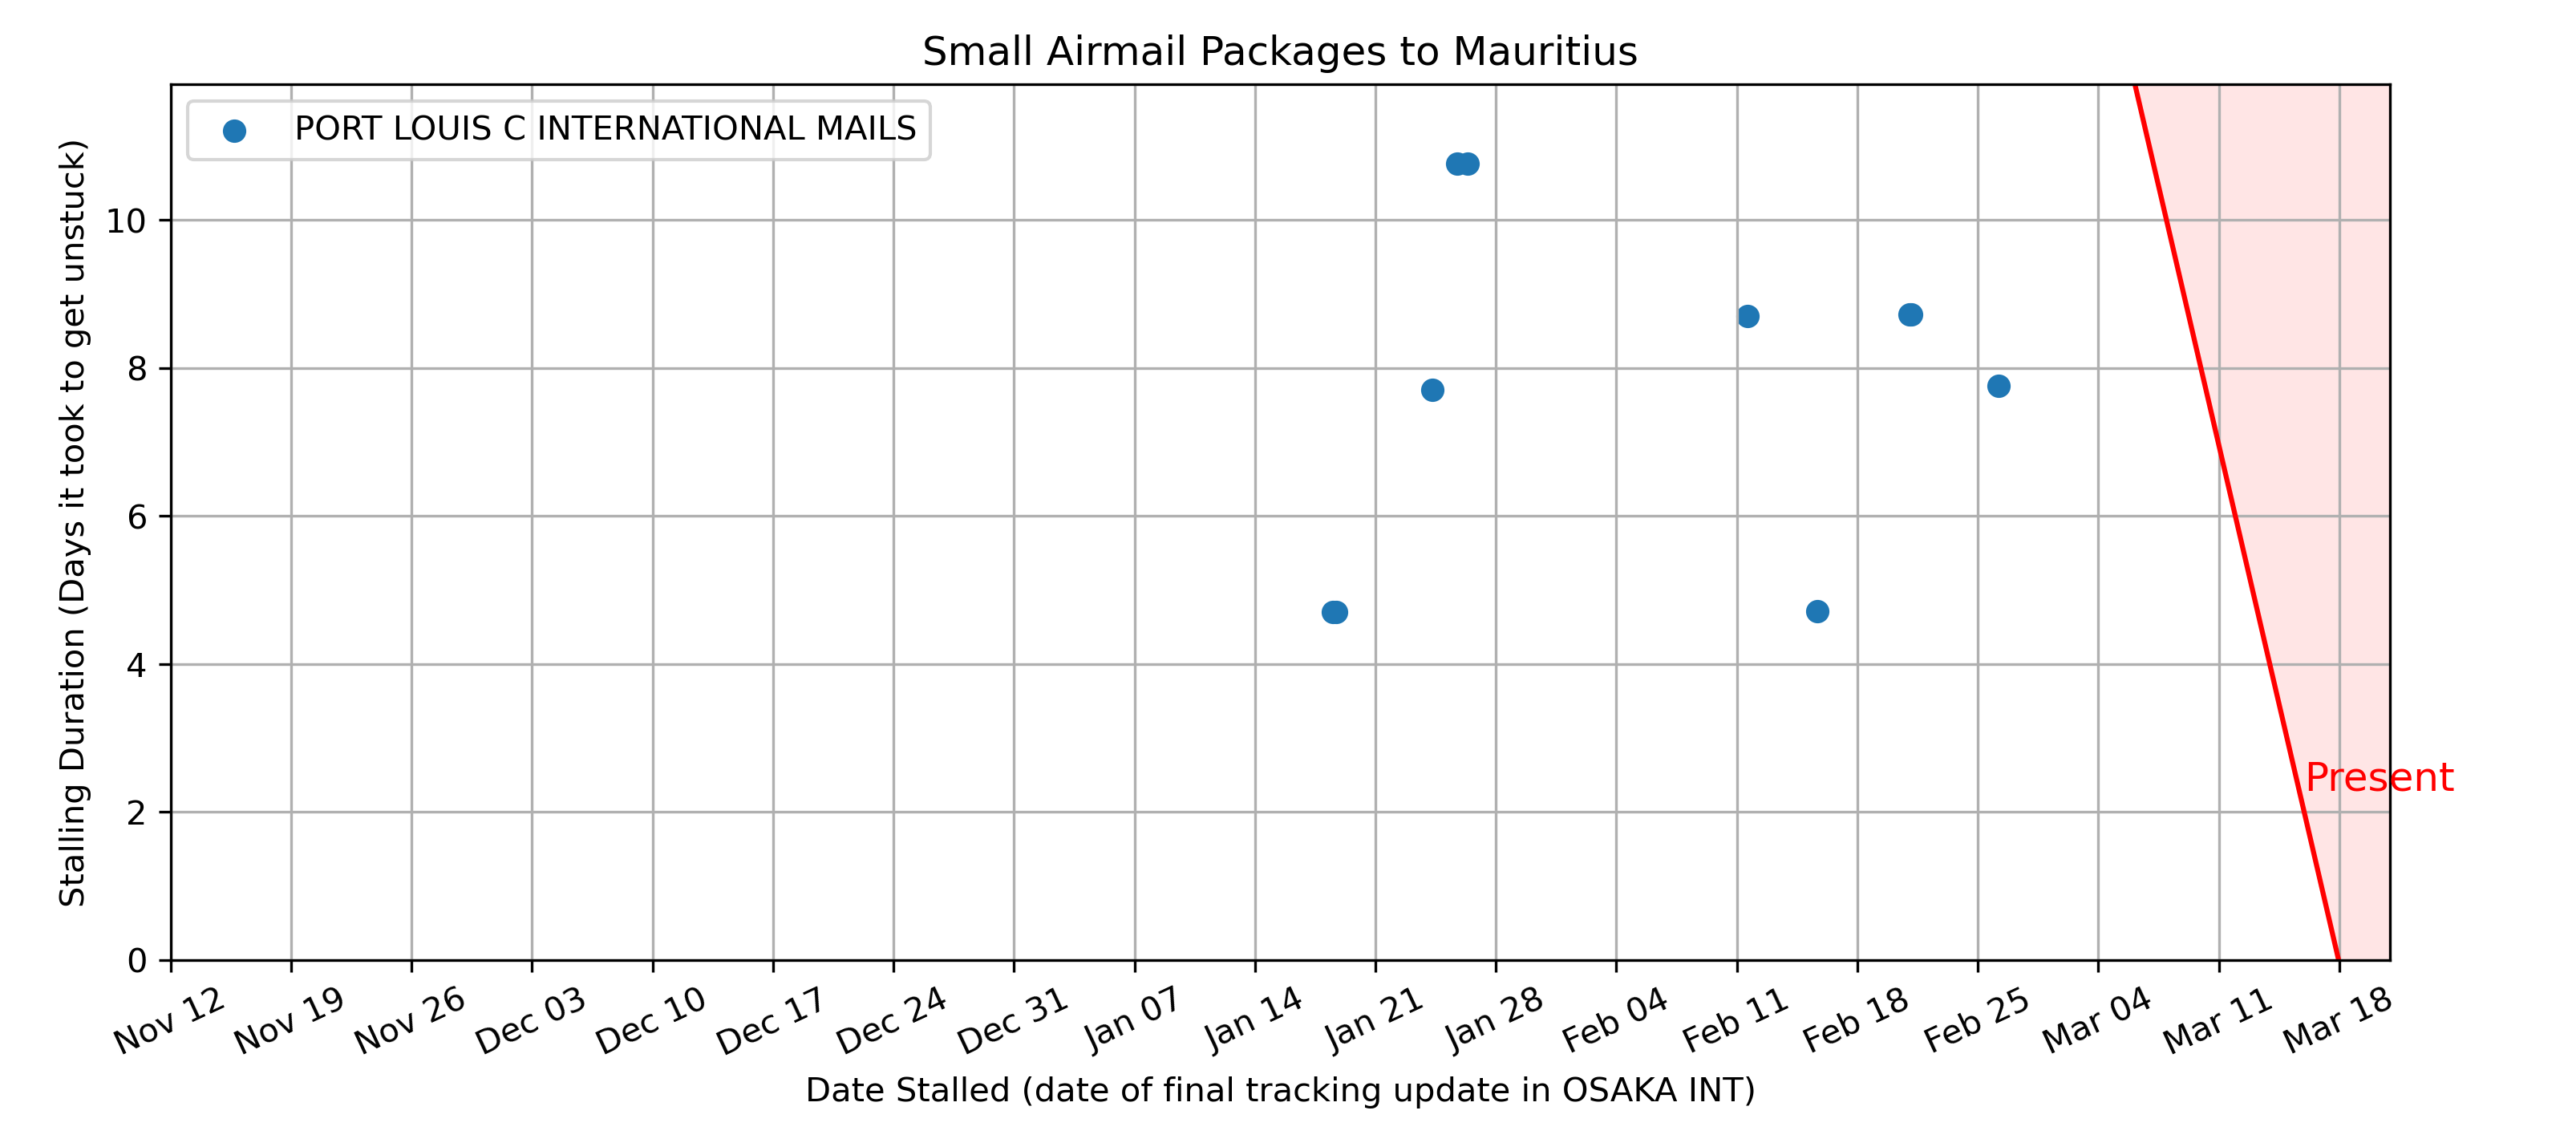 Small Airmail Packages to Mauritius
PORT LOUIS C INTERNATIONAL MAILS
Stalling Duration (Days it took to get unstuck)
10
8
6
4
2
0
Present
Nov 12
Nov 19
Nov 26
Dec 03
Dec 10
Dec 17
Dec 24
Dec 31
Jan 07
Jan 14
Jan 21
Jan 28
Feb 04
Feb 11
Feb 18
Feb 25
Mar 04
Mar 11
Mar 18
Date Stalled (date of final tracking update in OSAKA INT)